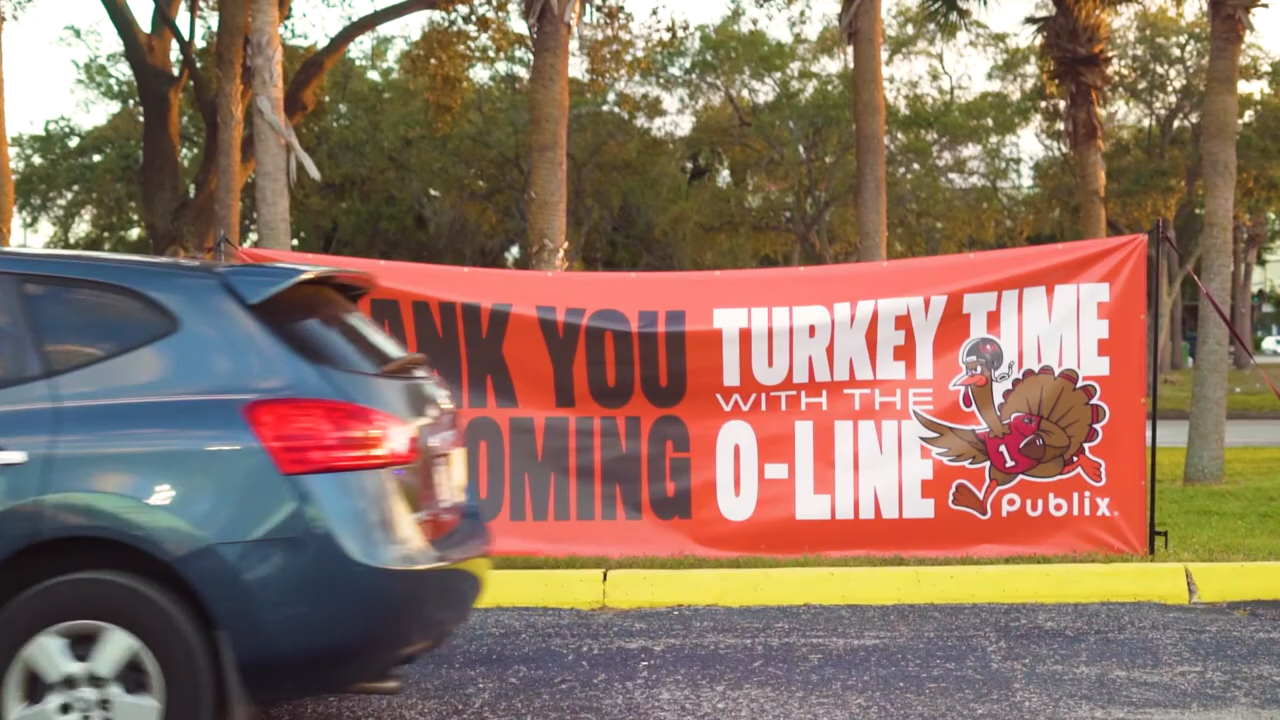 ANK YOU
OMING
TURKEY TIME
WITH THE
O-LINE
1
Publix.